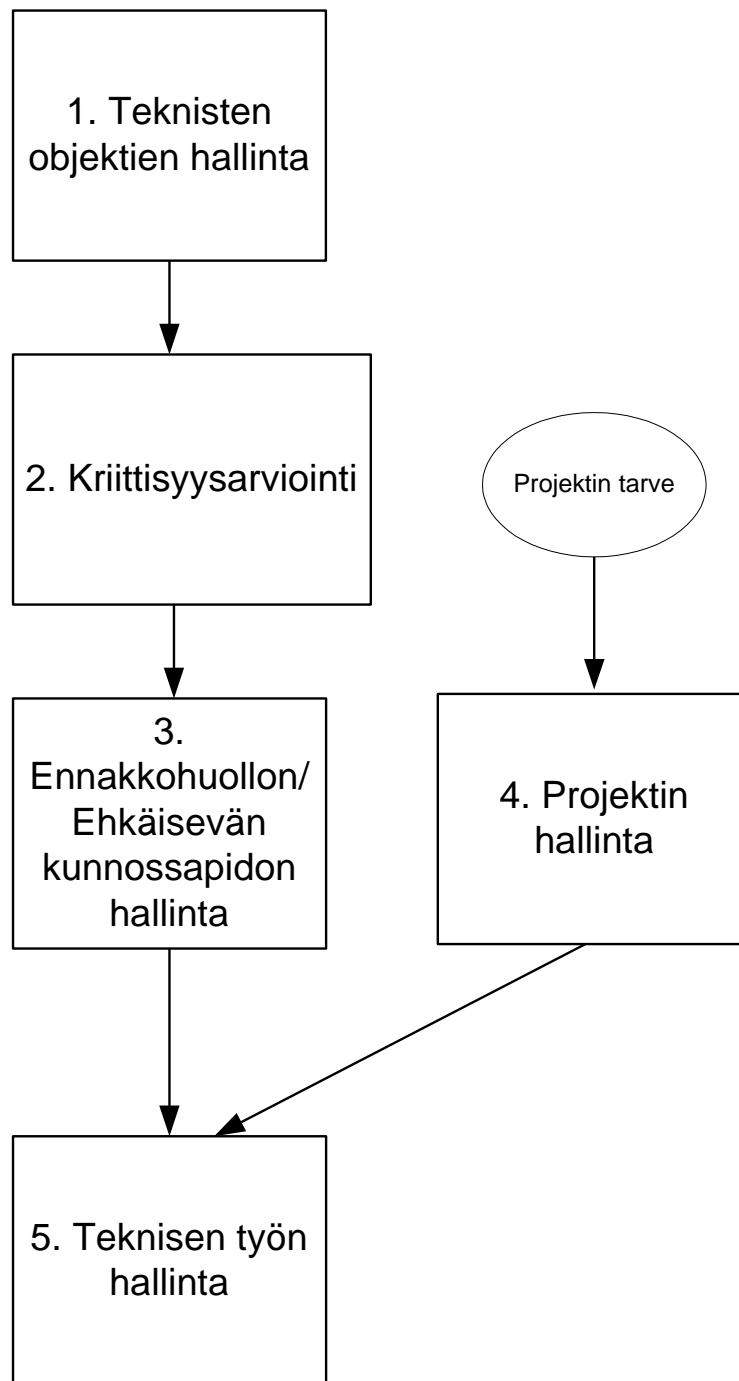 1. Teknisten
objektien hallinta
2. Kriittisyysarviointi
Projektin tarve
3.
Ennakkohuollon/
Ehkäisevän
kunnossapidon
hallinta
4. Projektin
hallinta
5. Teknisen työn
hallinta